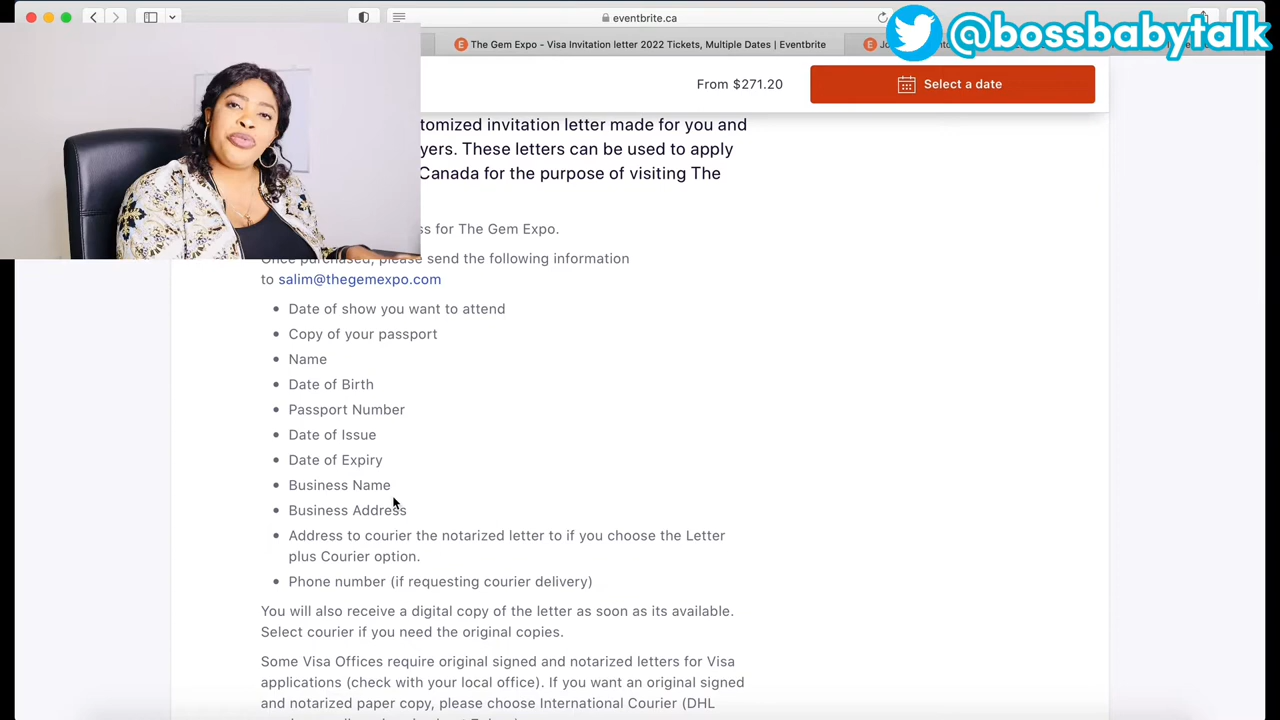 eventbrite.ca
@bossbabytalk
The Gem Expo - Visa Invitation letter 2022 Tickets, Multiple Dates | Eventbrite
From $271.20
Select a date
tomized invitation letter made for you and
yers. These letters can be used to apply
Canada for the purpose of visiting The
ss for The Gem Expo.
Once purchased, please send the following information
to salim@thegemexpo.com
• Date of show you want to attend
• Copy of your passport
• Name
• Date of Birth
• Passport Number
• Date of Issue
• Date of Expiry
• Business Name
• Business Address
• Address to courier the notarized letter to if you choose the Letter
plus Courier option.
• Phone number (if requesting courier delivery)
You will also receive a digital copy of the letter as soon as its available.
Select courier if you need the original copies.
Some Visa Offices require original signed and notarized letters for Visa
applications (check with your local office). If you want an original signed
and notarized paper copy, please choose International Courier (DHL